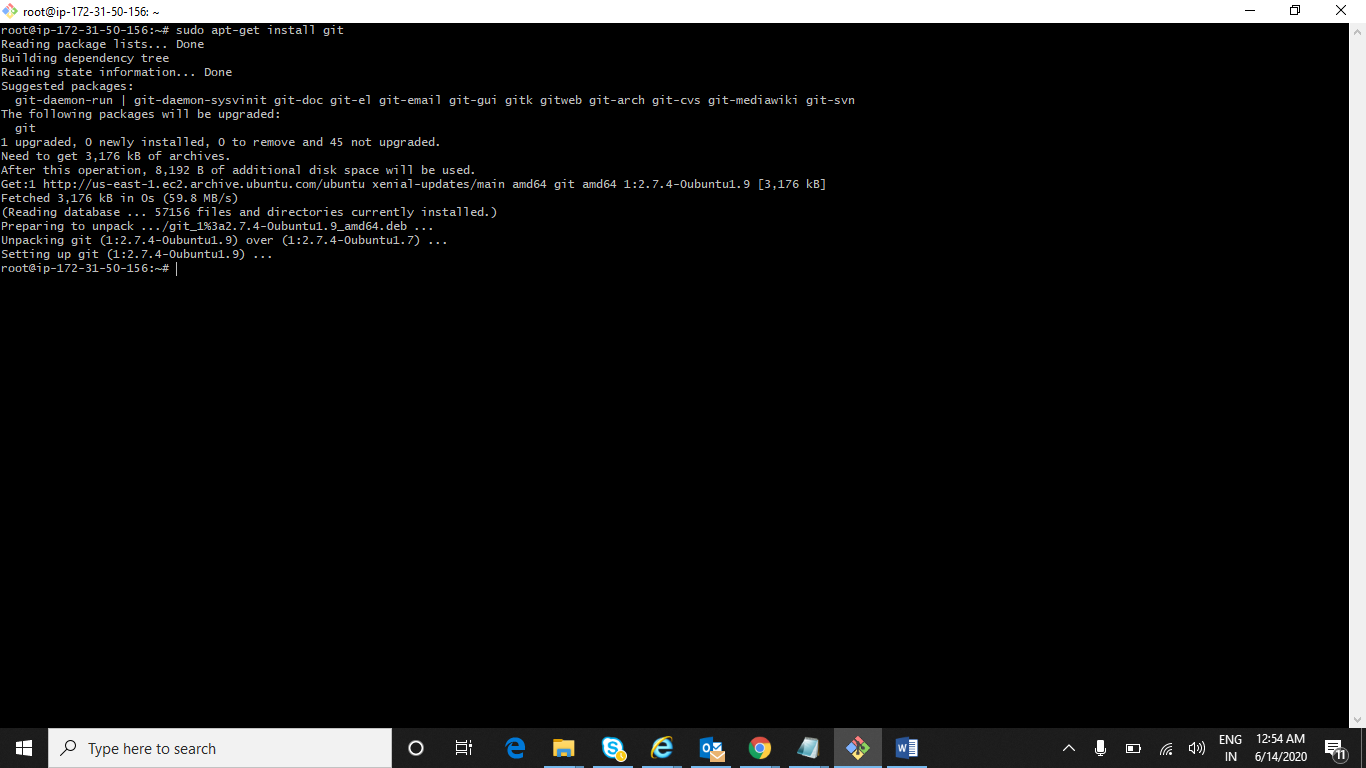 root@ip-172-31-50-156: ~
root@ip-172-31-50-156:~# sudo apt-get install git
Reading package lists... Done
Building dependency tree
Reading state information... Done
Suggested packages:
  git-daemon-run | git-daemon-sysvinit git-doc git-el git-email git-gui gitk gitweb git-arch git-cvs git-mediawiki git-svn
The following packages will be upgraded:
  git
1 upgraded, 0 newly installed, 0 to remove and 45 not upgraded.
Need to get 3,176 kB of archives.
After this operation, 8,192 B of additional disk space will be used.
Get:1 http://us-east-1.ec2.archive.ubuntu.com/ubuntu xenial-updates/main amd64 git amd64 1:2.7.4-0ubuntu1.9 [3,176 kB]
Fetched 3,176 kB in 0s (59.8 MB/s)
(Reading database ... 57156 files and directories currently installed.)
Preparing to unpack .../git_1%3a2.7.4-0ubuntu1.9_amd64.deb ...
Unpacking git (1:2.7.4-0ubuntu1.9) over (1:2.7.4-0ubuntu1.7) ...
Setting up git (1:2.7.4-0ubuntu1.9) ...
root@ip-172-31-50-156:~#
Type here to search
ENG 12:54 AM
IN 6/14/2020
11